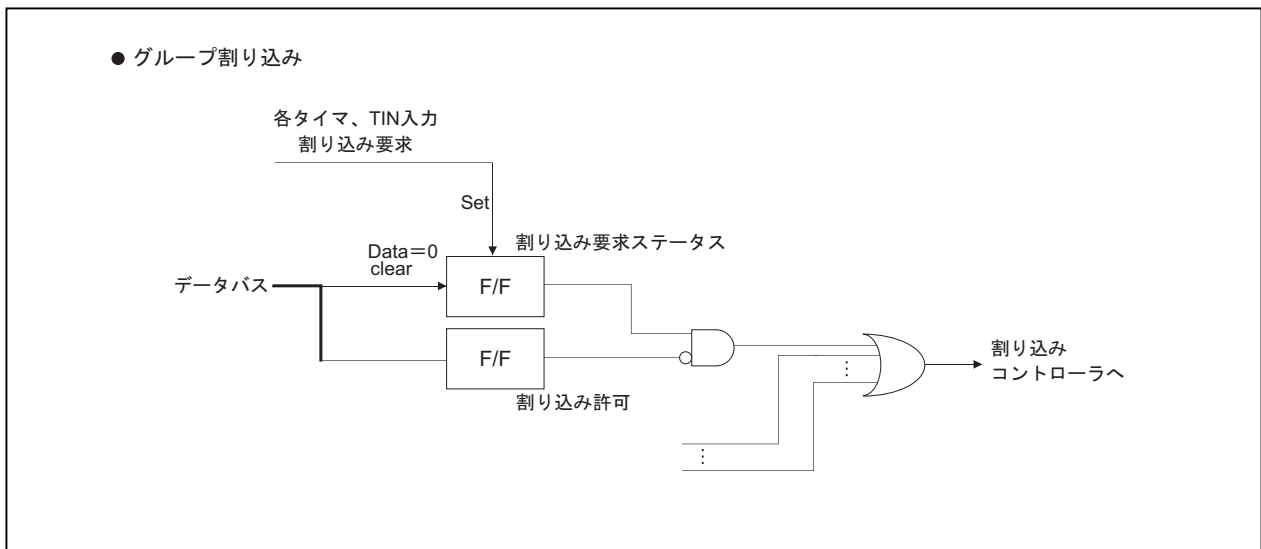 ● グループ割り込み
各タイマ、TIN入力
割り込み要求
Set
Data＝0
clear
割り込み要求ステータス
データバス
F/F
F/F
割り込み許可
割り込み
コントローラへ